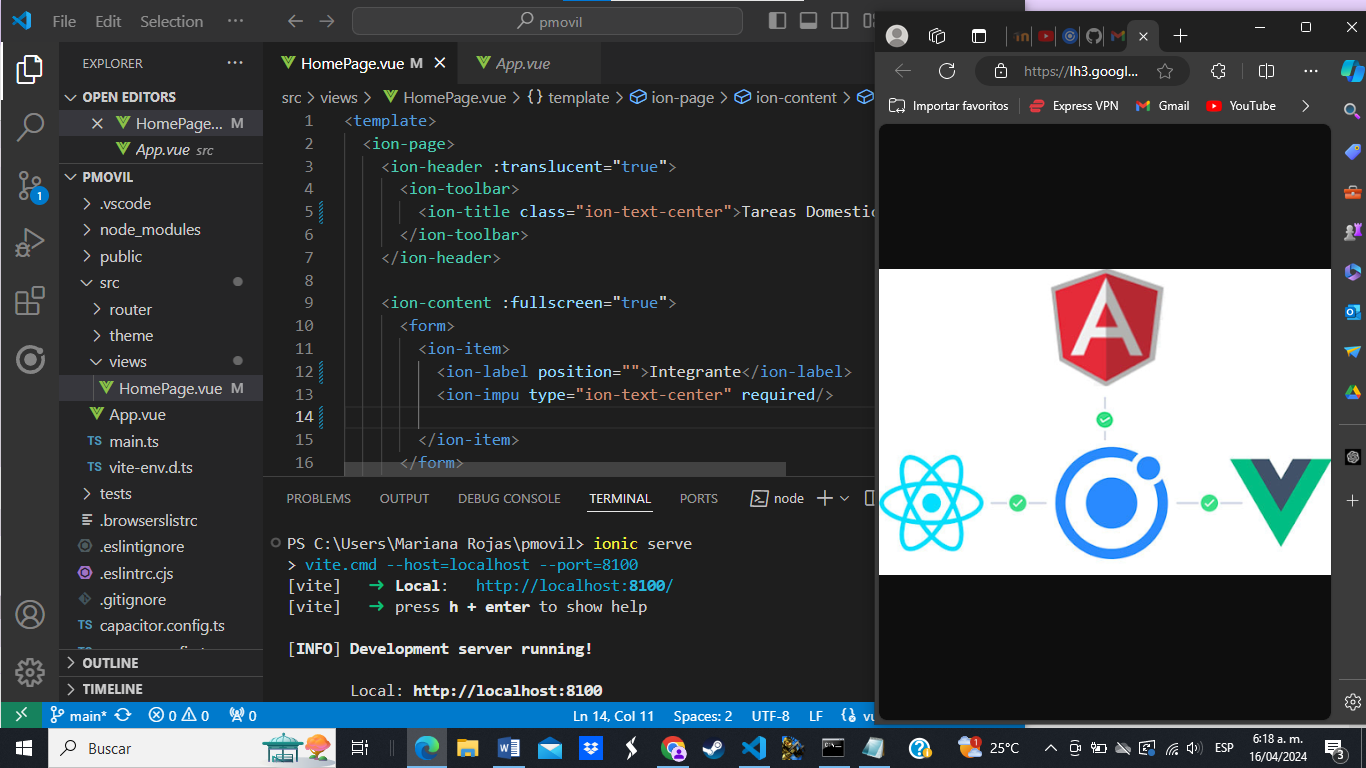 File Edit Selection ···
pmovil
EXPLORER ···
OPEN EDITORS
HomePage... M
App.vue src
PMOVIL
.vscode
node_modules
public
src
router
theme
views
HomePage.vue M
App.vue
TS main.ts
TS vite-env.d.ts
tests
.browserslistrc
.eslintignore
.eslintrc.cjs
.gitignore
TS capacitor.config.ts
OUTLINE
TIMELINE
1
HomePage.vue M
App.vue
src > views > HomePage.vue > {} template > ion-page > ion-content >
1 <template>
2 <ion-page>
3 <ion-header :translucent="true">
4 <ion-toolbar>
5 <ion-title class="ion-text-center">Tareas Domestic
6 </ion-toolbar>
7 </ion-header>
8
9 <ion-content :fullscreen="true">
10 <form>
11 <ion-item>
12 <ion-label position="">Integrante</ion-label>
13 <ion-impu type="ion-text-center" required/>
14
15 </ion-item>
16 </form>
PROBLEMS OUTPUT DEBUG CONSOLE TERMINAL PORTS node
PS C:\Users\Mariana Rojas\pmovil> ionic serve
> vite.cmd --host=localhost --port=8100
[vite] → Local: http://localhost:8100/
[vite] → press h + enter to show help
[INFO] Development server running!
Local: http://localhost:8100
main* 0 0 0 Ln 14, Col 11 Spaces: 2 UTF-8 LF {} vu
https://lh3.googl...
Importar favoritos Express VPN Gmail YouTube
Buscar
25°C
ESP
6:18 a. m.
16/04/2024
3